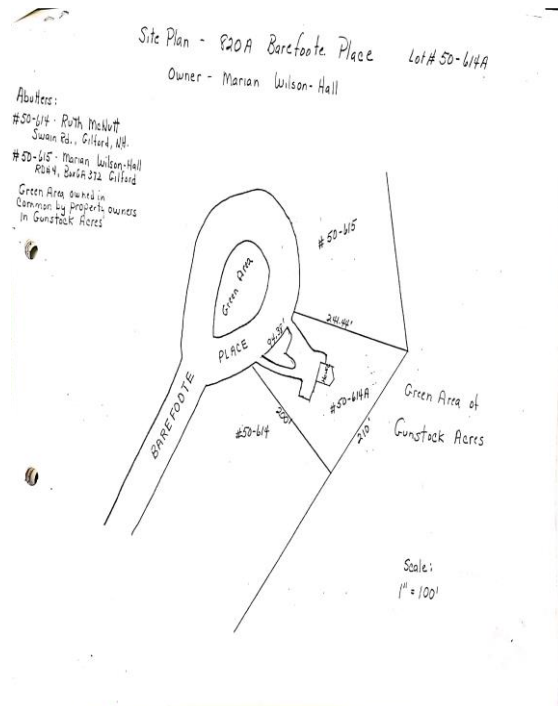 Site Plan - 820A Barefoote Place
Lot# 50-614A
Owner - Marian Wilson-Hall
Abutters:
#50-614 - Ruth McNutt
Swain Rd., Gilford, NH.
#50-615 - Marian Wilson-Hall
RD#4, Box 372 Gilford
Green Area owned in
Common by property owners
in Gunstock Acres
#50-615
Green Area
241.44'
PLACE
94.38'
BAREFOOTE
#50-614A
200'
#50-614
210'
Green Area of
Gunstock Acres
Scale:
1" = 100'